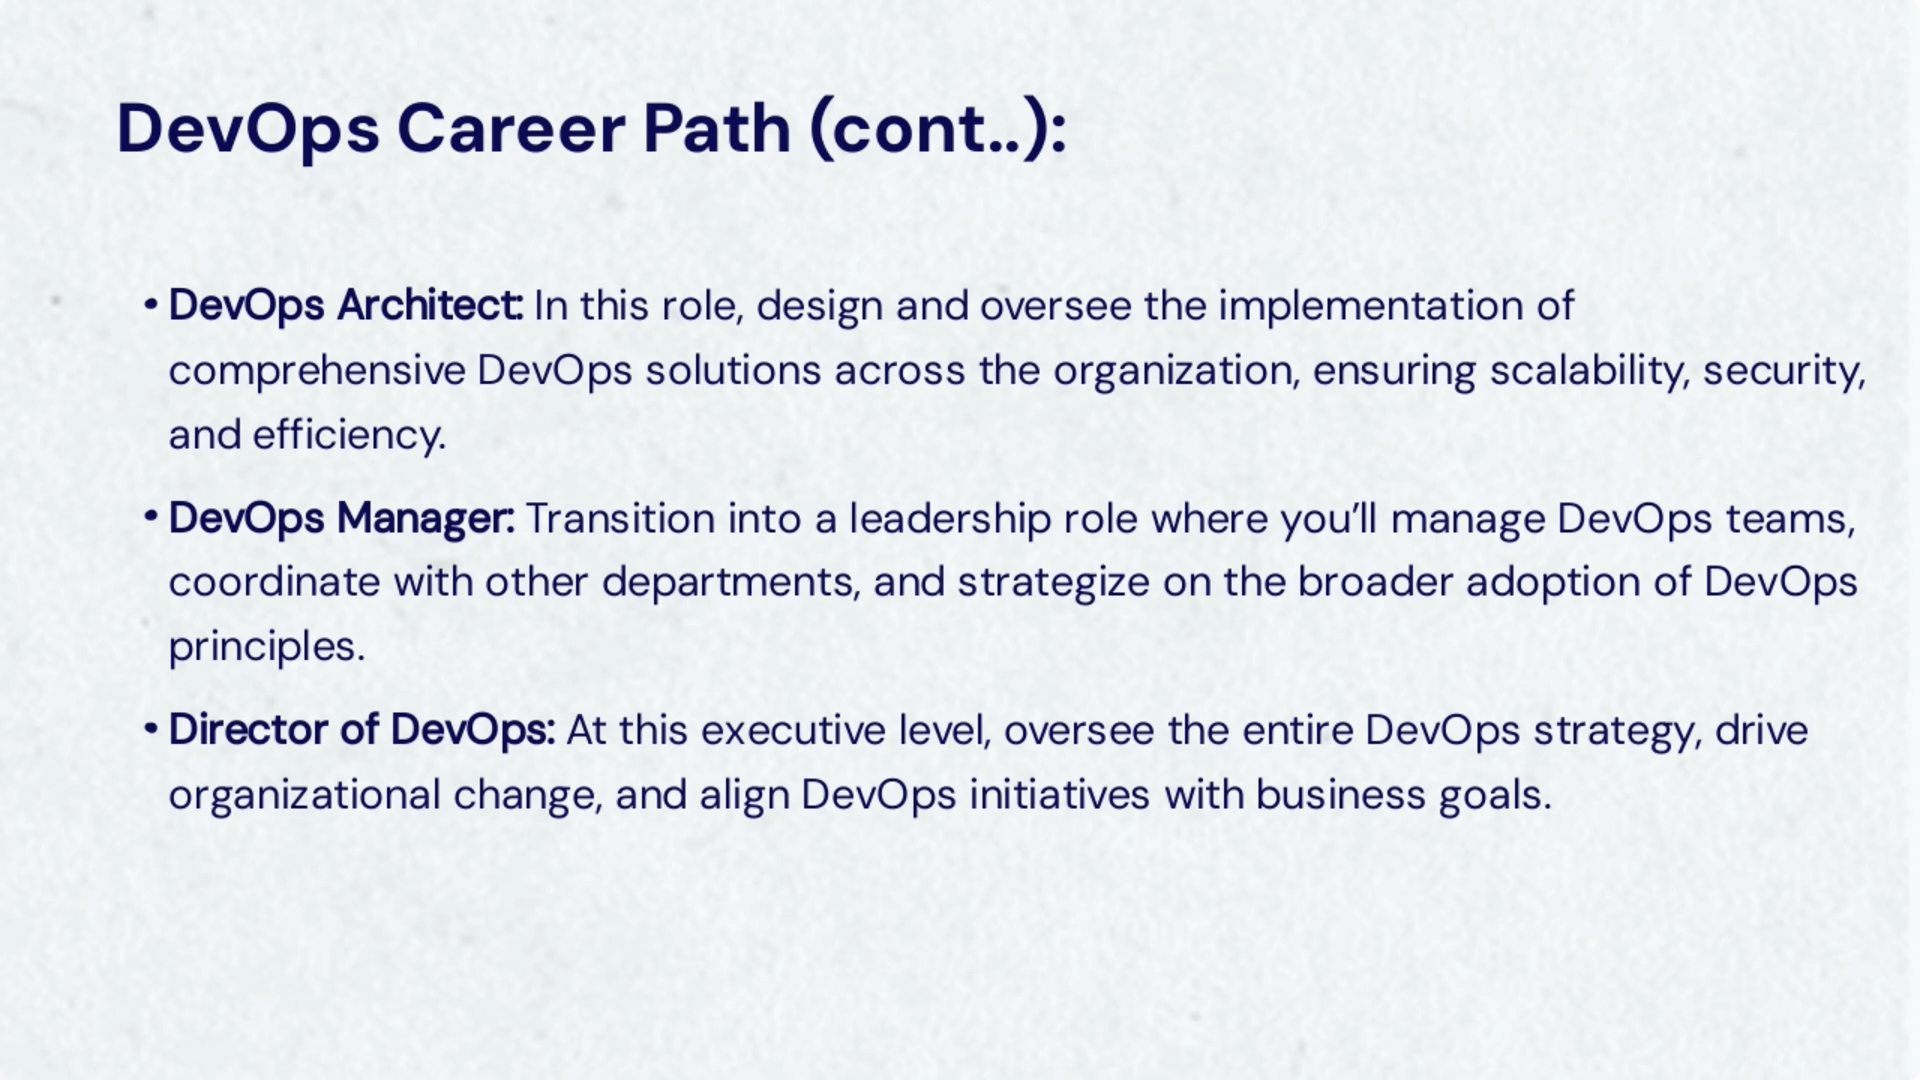 DevOps Career Path (cont..):
• DevOps Architect: In this role, design and oversee the implementation of
comprehensive DevOps solutions across the organization, ensuring scalability, security,
and efficiency.
• DevOps Manager: Transition into a leadership role where you’ll manage DevOps teams,
coordinate with other departments, and strategize on the broader adoption of DevOps
principles.
• Director of DevOps: At this executive level, oversee the entire DevOps strategy, drive
organizational change, and align DevOps initiatives with business goals.